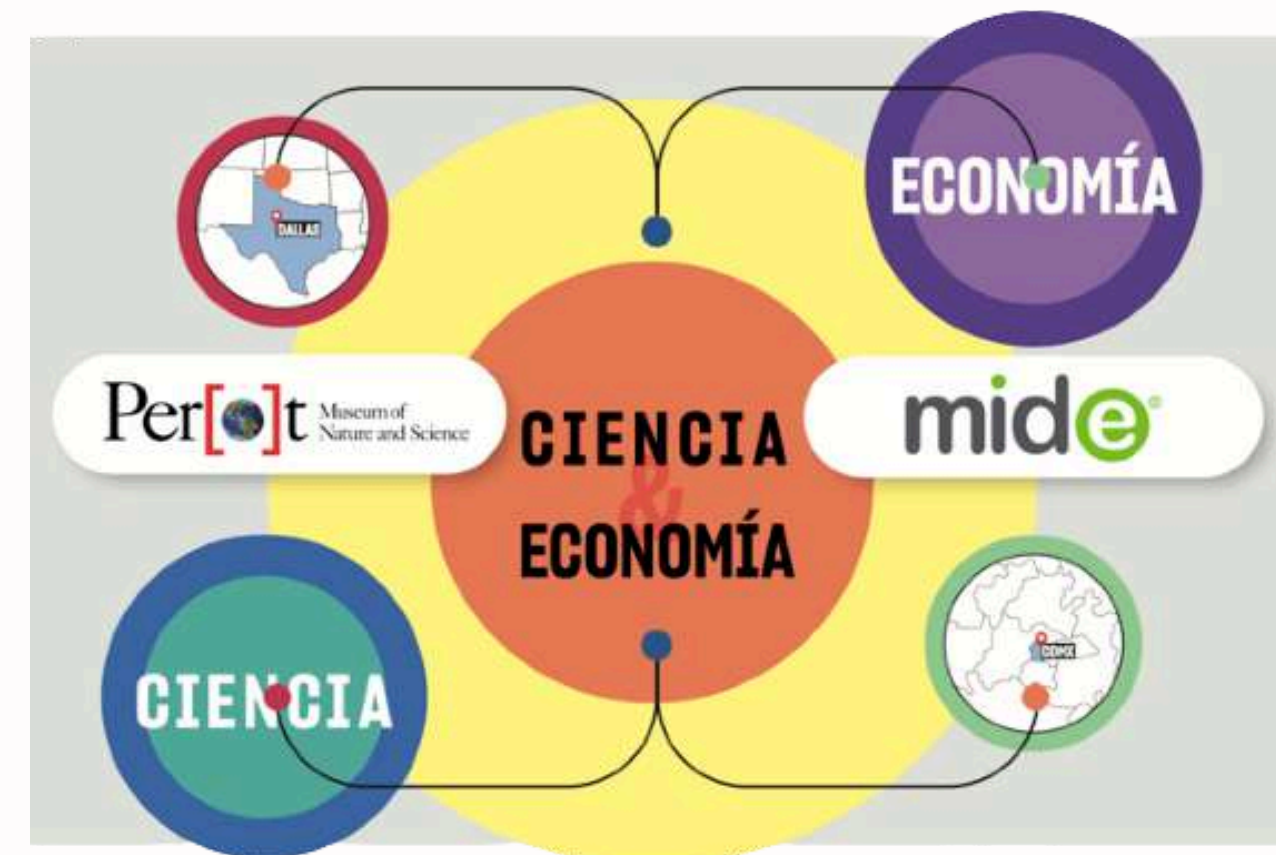 ECONOMÍA
DALLAS
Per[o]t Museum of
Nature and Science
mide
CIENCIA
&
ECONOMÍA
CDMX
CIENCIA